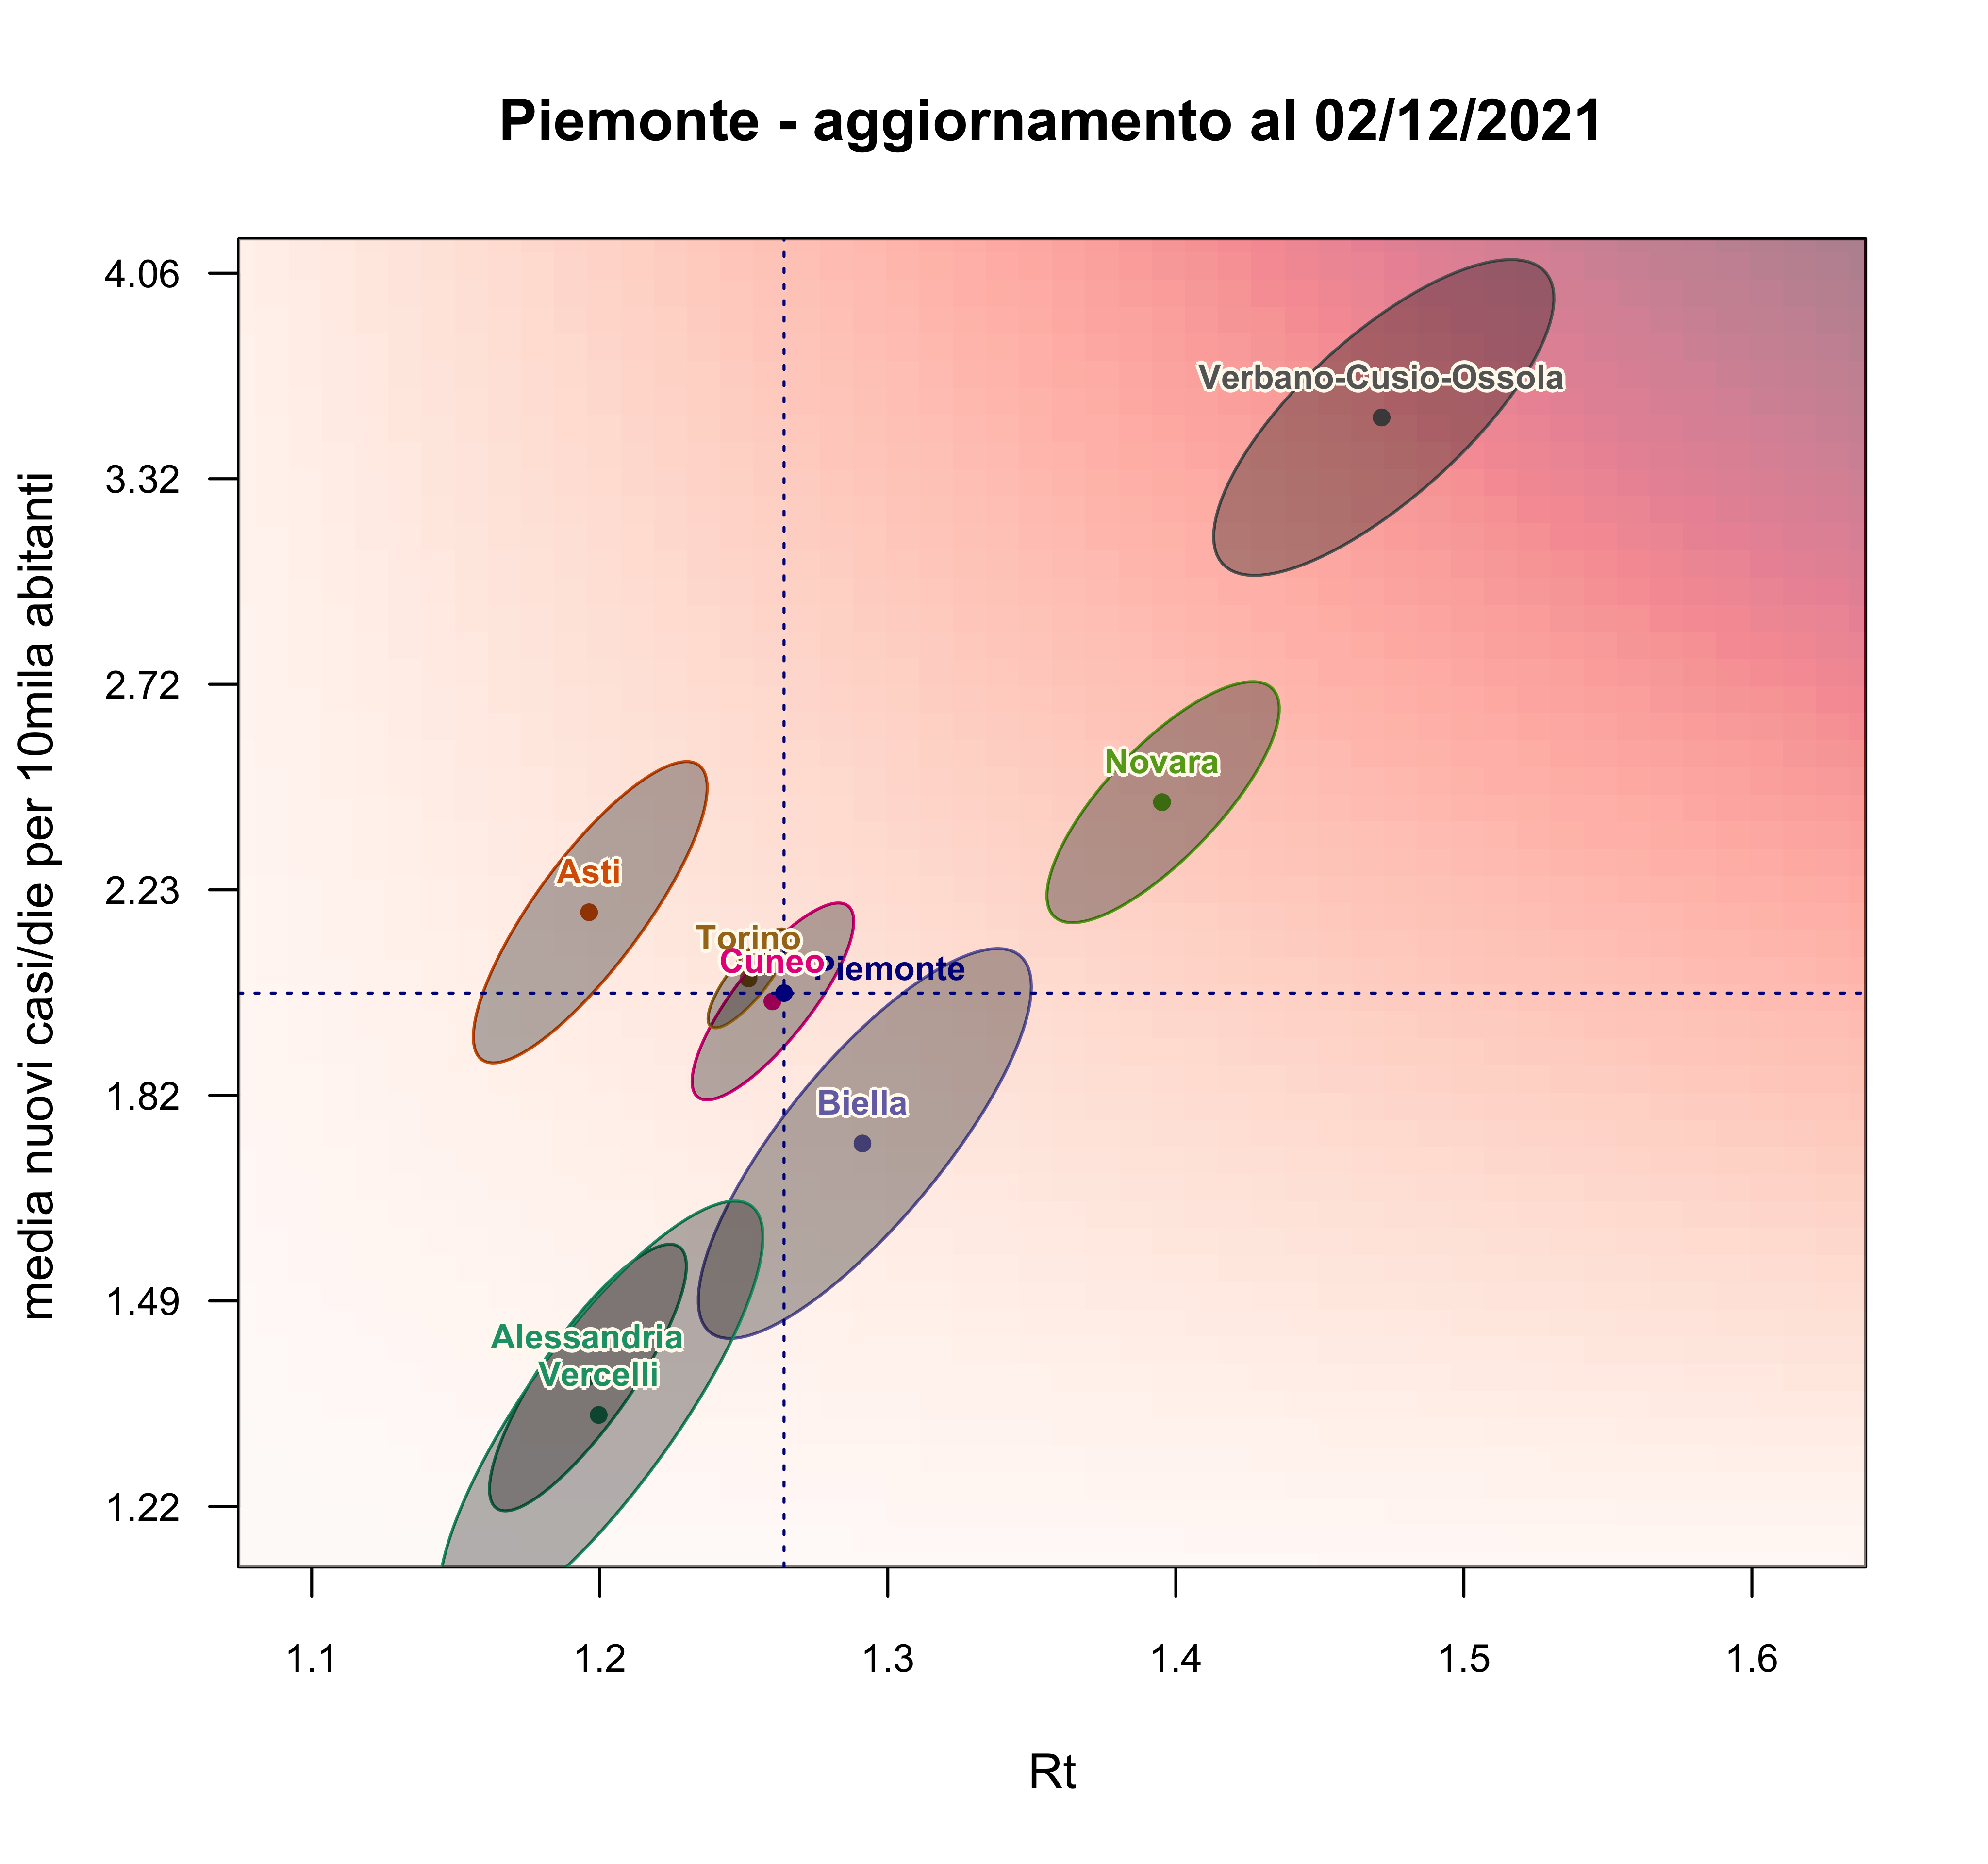 Piemonte - aggiornamento al 02/12/2021
media nuovi casi/die per 10mila abitanti
4.06
3.32
2.72
2.23
1.82
1.49
1.22
Verbano-Cusio-Ossola
Novara
Asti
Torino
Cuneo
Piemonte
Biella
Alessandria
Vercelli
1.1 1.2 1.3 1.4 1.5 1.6
Rt